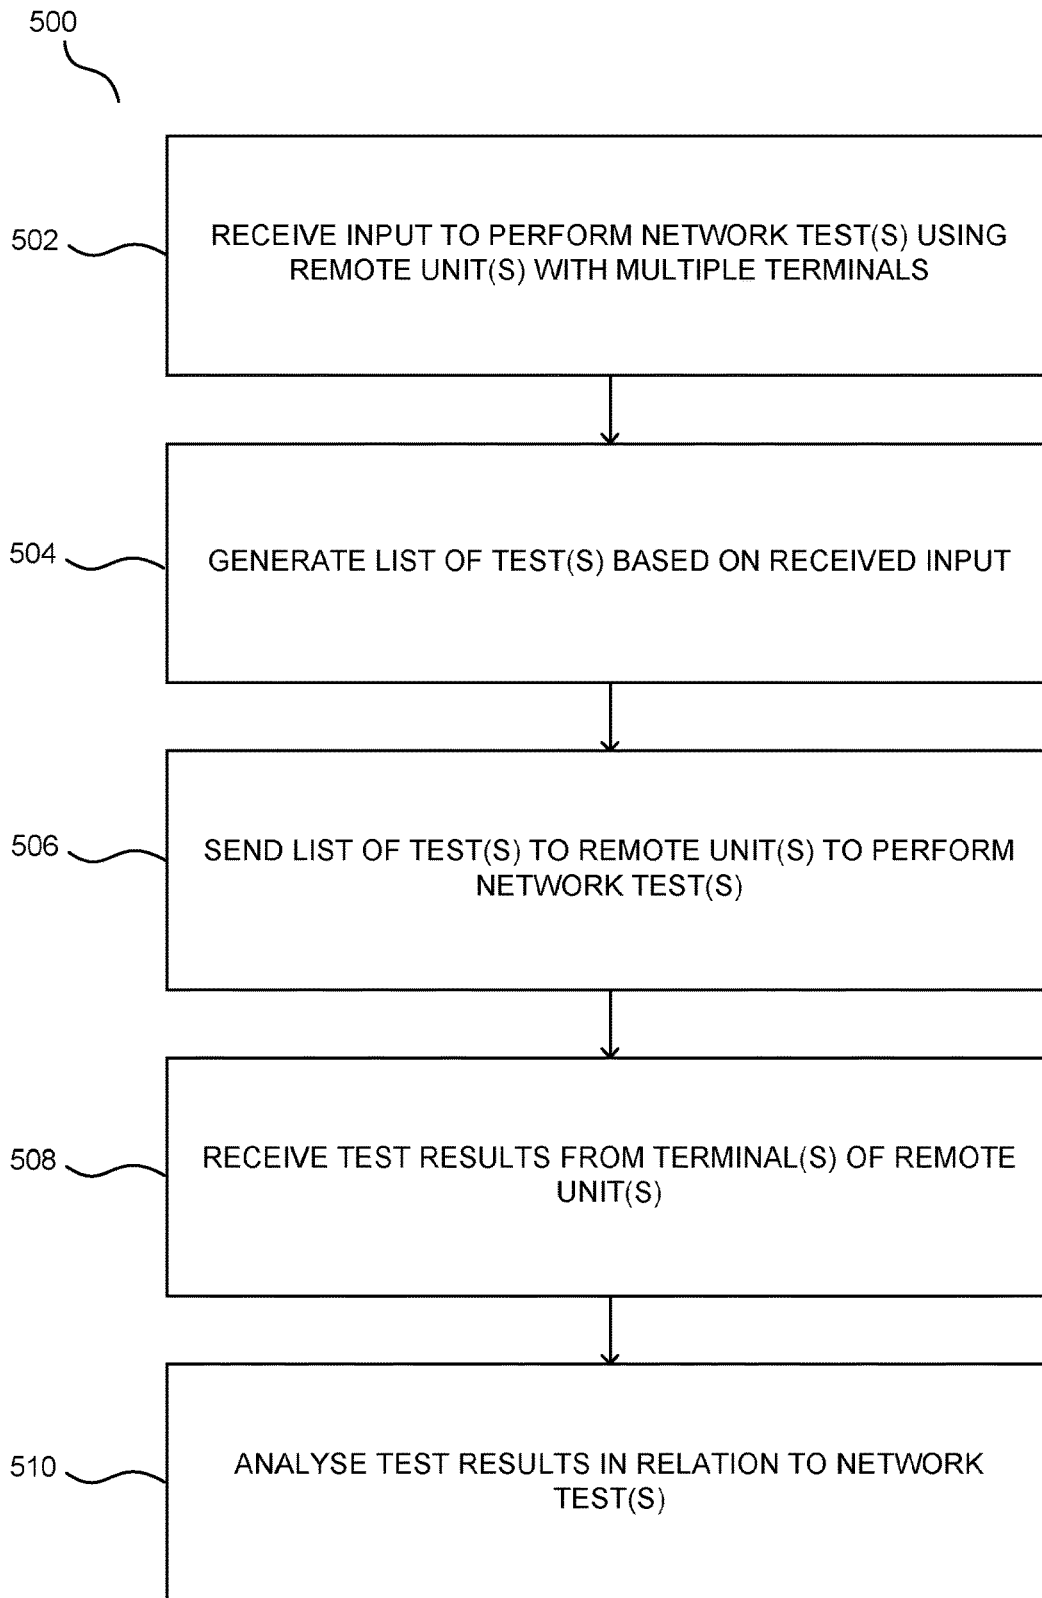 500
502
RECEIVE INPUT TO PERFORM NETWORK TEST(S) USING
REMOTE UNIT(S) WITH MULTIPLE TERMINALS
504
GENERATE LIST OF TEST(S) BASED ON RECEIVED INPUT
506
SEND LIST OF TEST(S) TO REMOTE UNIT(S) TO PERFORM
NETWORK TEST(S)
508
RECEIVE TEST RESULTS FROM TERMINAL(S) OF REMOTE
UNIT(S)
510
ANALYSE TEST RESULTS IN RELATION TO NETWORK
TEST(S)